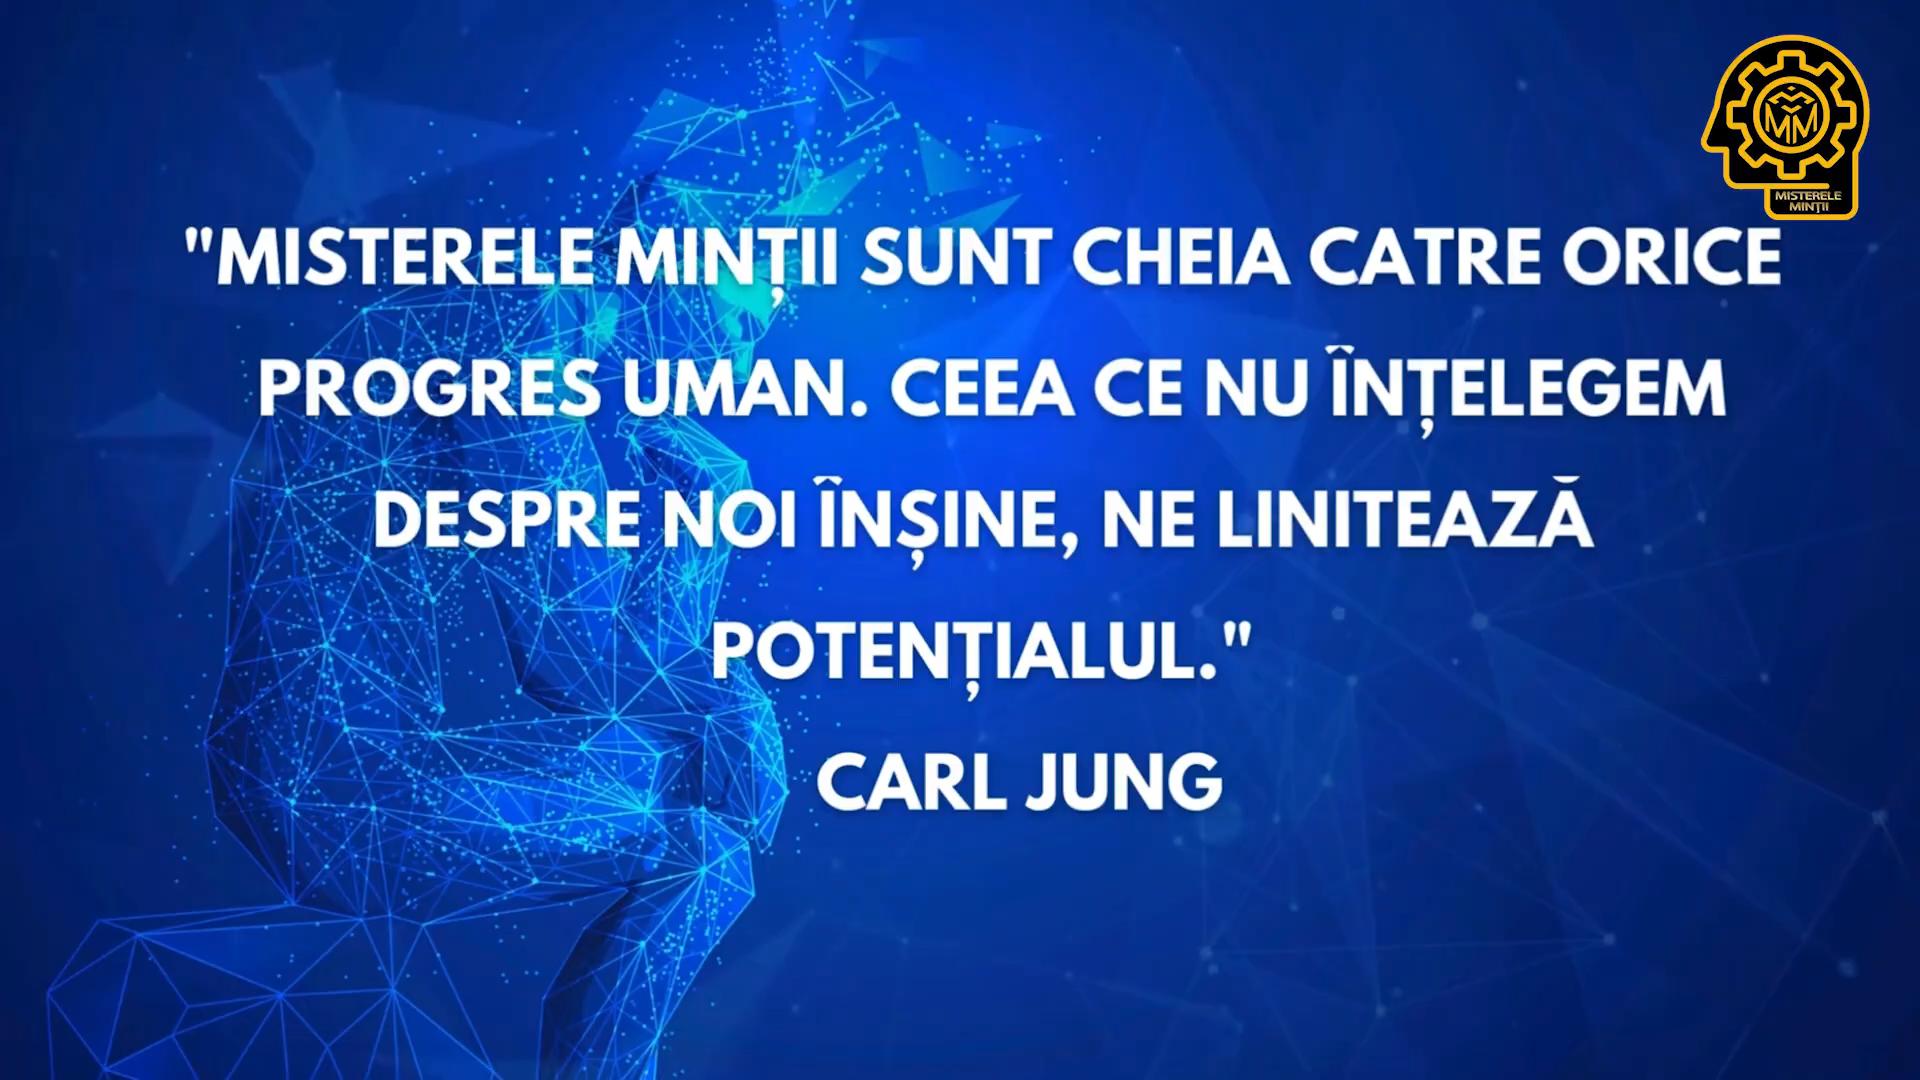 MM
MISTERELE
MINȚII
"MISTERELE MINȚII SUNT CHEIA CATRE ORICE
PROGRES UMAN. CEEA CE NU ÎNȚELEGEM
DESPRE NOI ÎNȘINE, NE LINITEAZĂ
POTENȚIALUL."
CARL JUNG